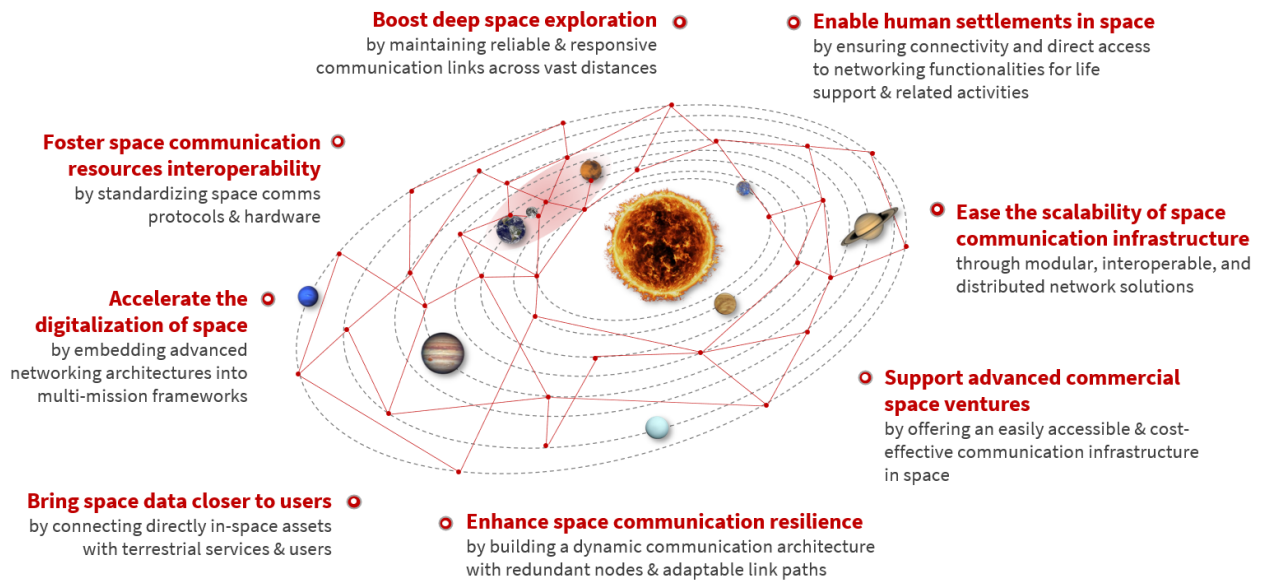 Boost deep space exploration
by maintaining reliable & responsive
communication links across vast distances
Enable human settlements in space
by ensuring connectivity and direct access
to networking functionalities for life
support & related activities
Foster space communication
resources interoperability
by standardizing space comms
protocols & hardware
Ease the scalability of space
communication infrastructure
through modular, interoperable, and
distributed network solutions
Accelerate the
digitalization of space
by embedding advanced
networking architectures into
multi-mission frameworks
Support advanced commercial
space ventures
by offering an easily accessible & cost-
effective communication infrastructure
in space
Bring space data closer to users
by connecting directly in-space assets
with terrestrial services & users
Enhance space communication resilience
by building a dynamic communication architecture
with redundant nodes & adaptable link paths